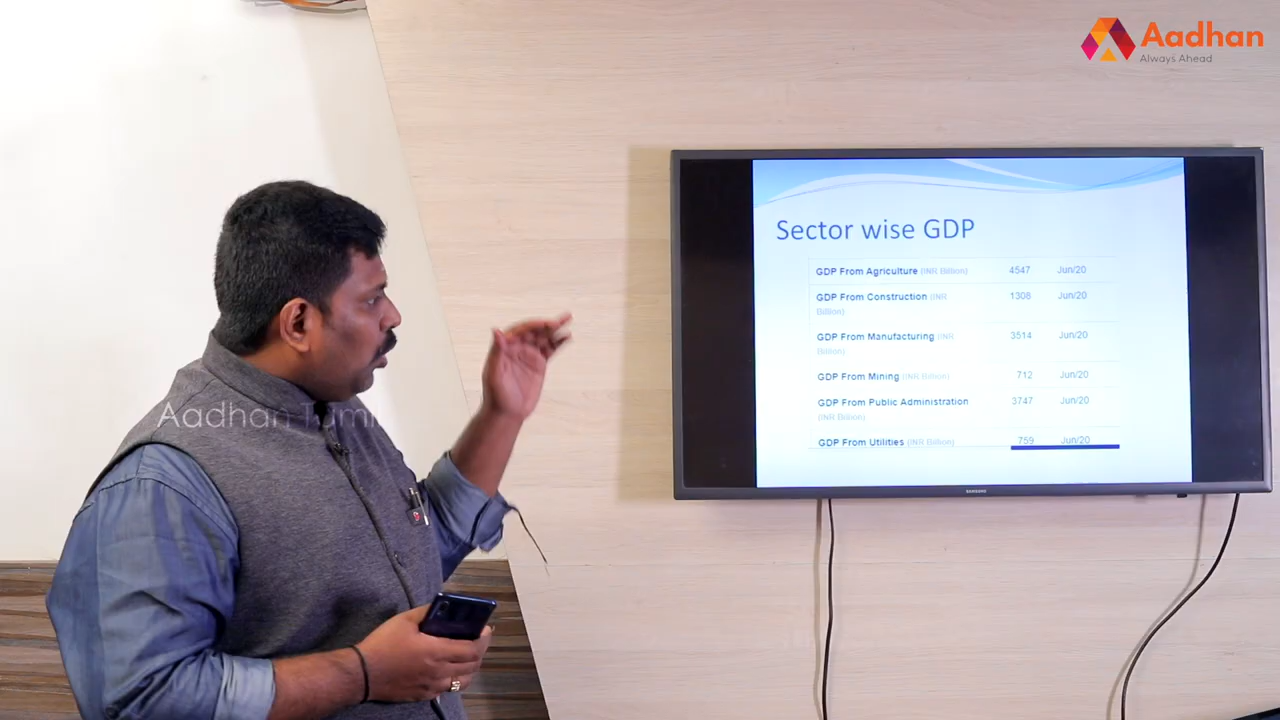 Aadhan
Always Ahead
Sector wise GDP
GDP From Agriculture (INR Billion) 4547 Jun/20
GDP From Construction (INR 1308 Jun/20
Billion)
GDP From Manufacturing (INR 3514 Jun/20
Billion)
GDP From Mining (INR Billion) 712 Jun/20
GDP From Public Administration 3747 Jun/20
(INR Billion)
GDP From Utilities (INR Billion) 759 Jun/20
SAMSUNG
Aadhan Tamil